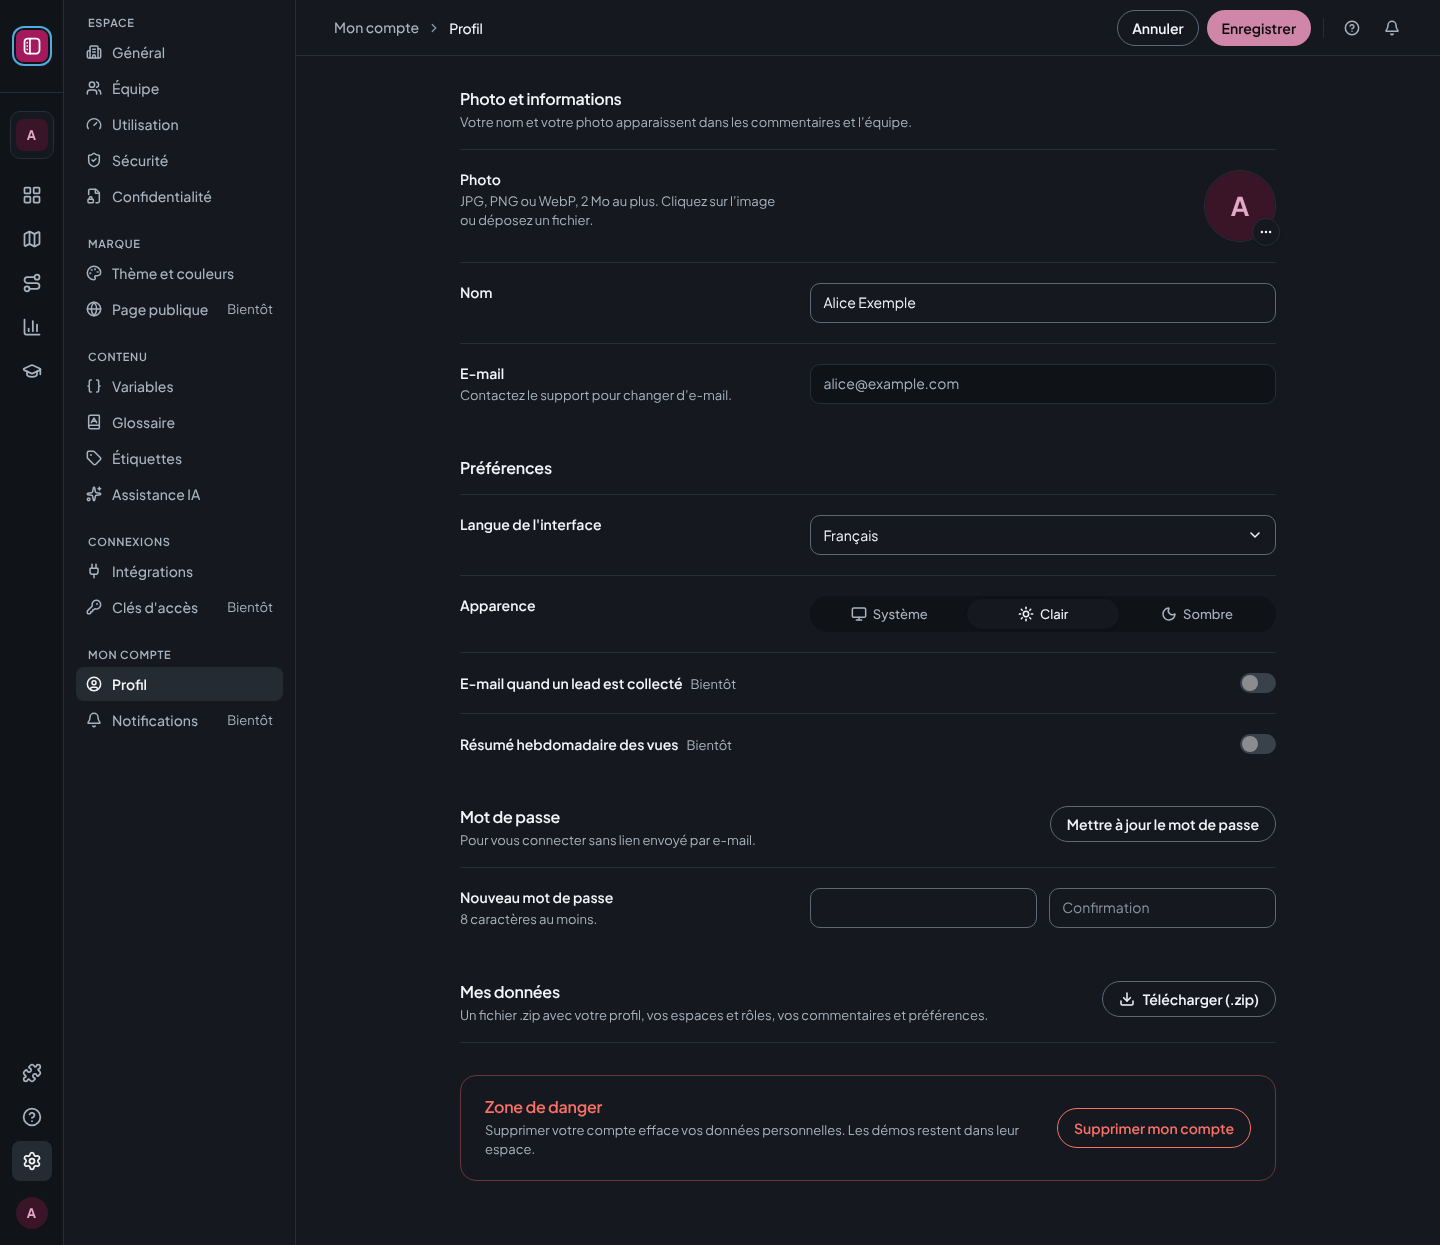 A
ESPACE
Général
Équipe
Utilisation
Sécurité
Confidentialité
MARQUE
Thème et couleurs
Page publique Bientôt
CONTENU
Variables
Glossaire
Étiquettes
Assistance IA
CONNEXIONS
Intégrations
Clés d'accès Bientôt
MON COMPTE
Profil
Notifications Bientôt
A
Mon compte > Profil
Annuler
Enregistrer
Photo et informations
Votre nom et votre photo apparaissent dans les commentaires et l'équipe.
Photo
JPG, PNG ou WebP, 2 Mo au plus. Cliquez sur l'image
ou déposez un fichier.
A
Nom
Alice Exemple
E-mail
Contactez le support pour changer d'e-mail.
alice@example.com
Préférences
Langue de l'interface
Français
Apparence
Système
Clair
Sombre
E-mail quand un lead est collecté Bientôt
Résumé hebdomadaire des vues Bientôt
Mot de passe
Pour vous connecter sans lien envoyé par e-mail.
Mettre à jour le mot de passe
Nouveau mot de passe
8 caractères au moins.
Confirmation
Mes données
Un fichier .zip avec votre profil, vos espaces et rôles, vos commentaires et préférences.
Télécharger (.zip)
Zone de danger
Supprimer votre compte efface vos données personnelles. Les démos restent dans leur
espace.
Supprimer mon compte